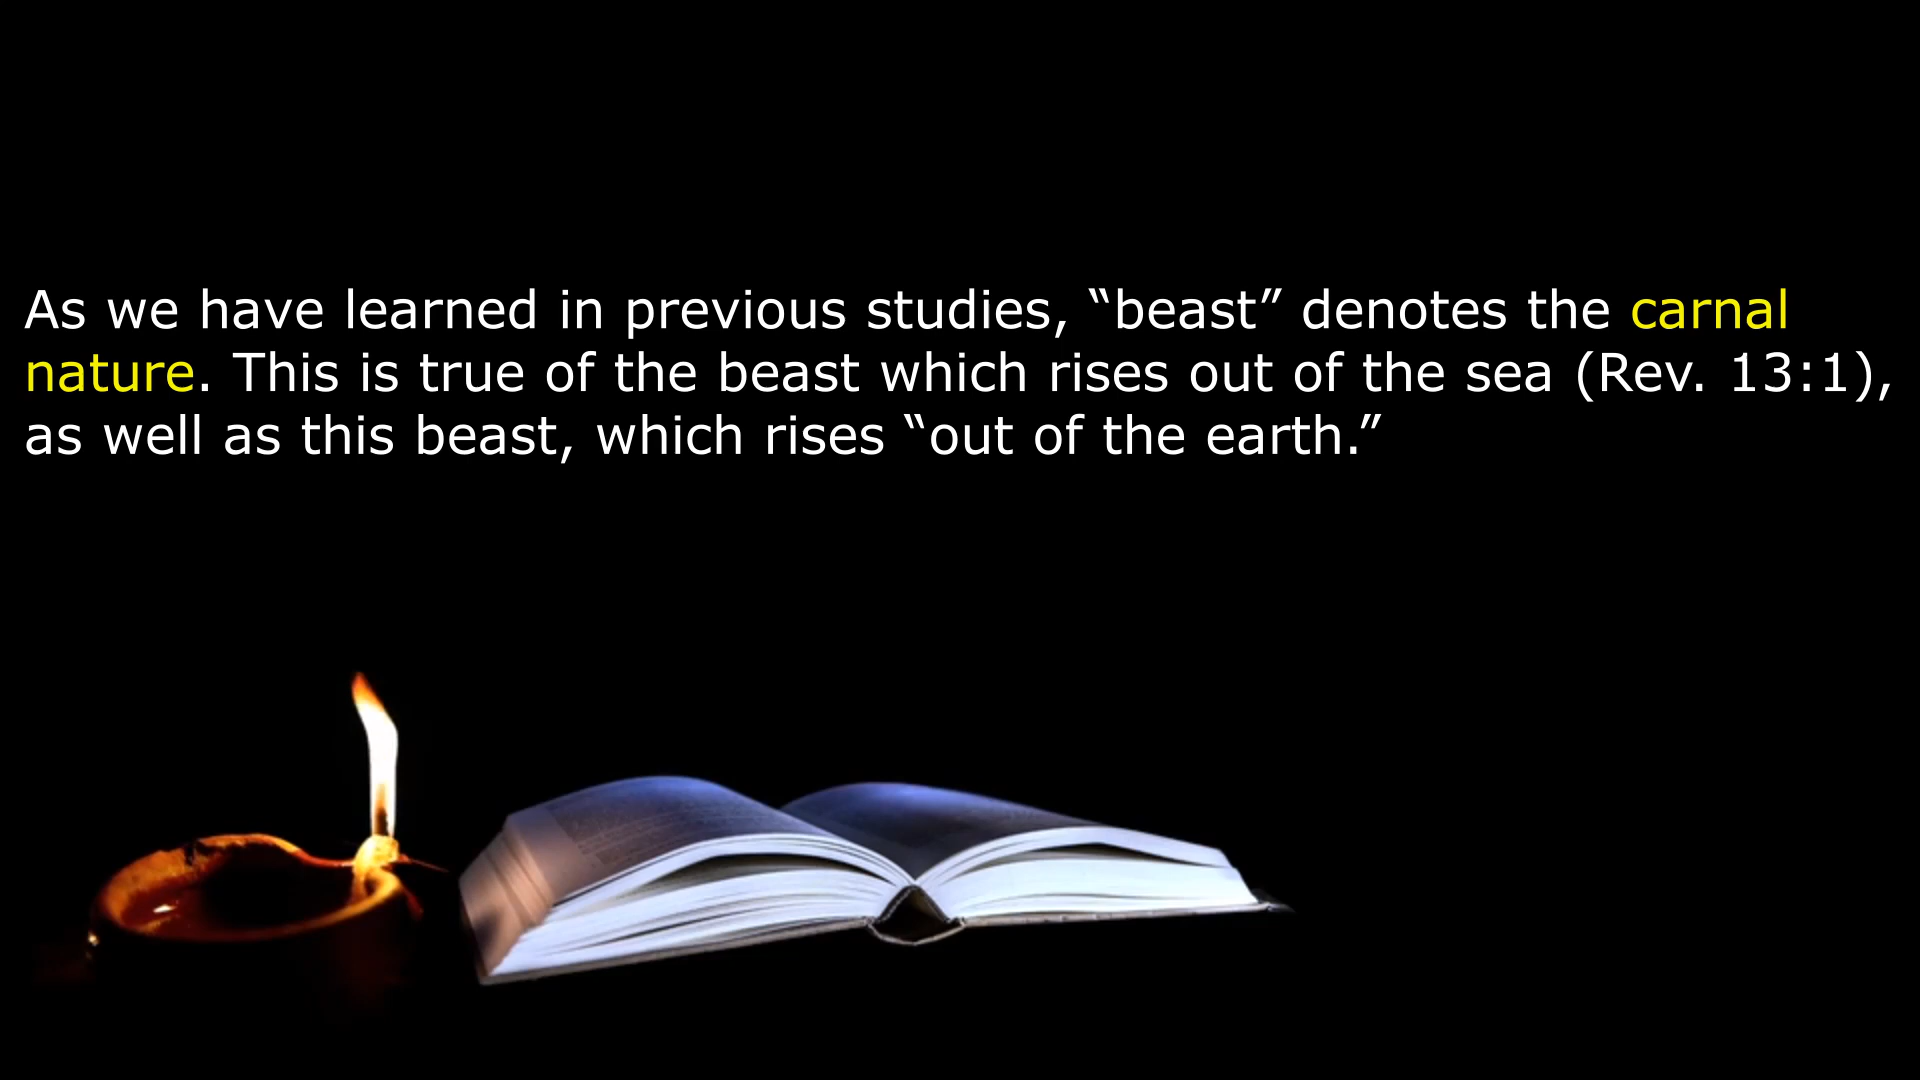 As we have learned in previous studies, “beast” denotes the carnal
nature. This is true of the beast which rises out of the sea (Rev. 13:1),
as well as this beast, which rises “out of the earth.”